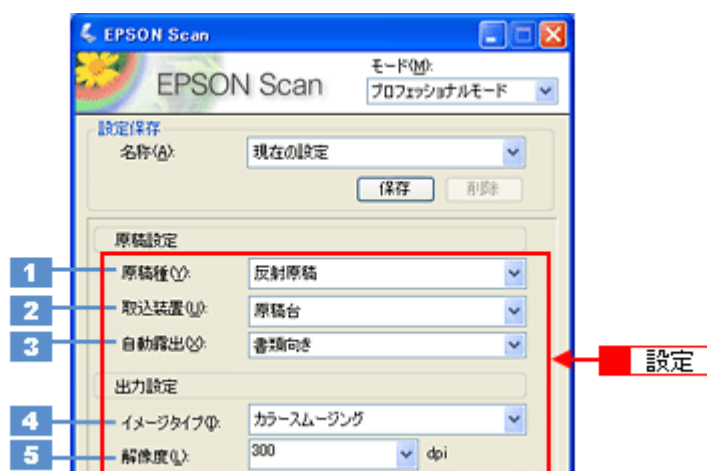 EPSON Scan
EPSON Scan
モード(M):
プロフェッショナルモード
設定保存
名称(A):
現在の設定
保存
削除
原稿設定
1
原稿種(Y):
反射原稿
2
取込装置(U):
原稿台
3
自動露出(X):
書類向き
設定
出力設定
4
イメージタイプ(I):
カラースムージング
5
解像度(L):
300
dpi